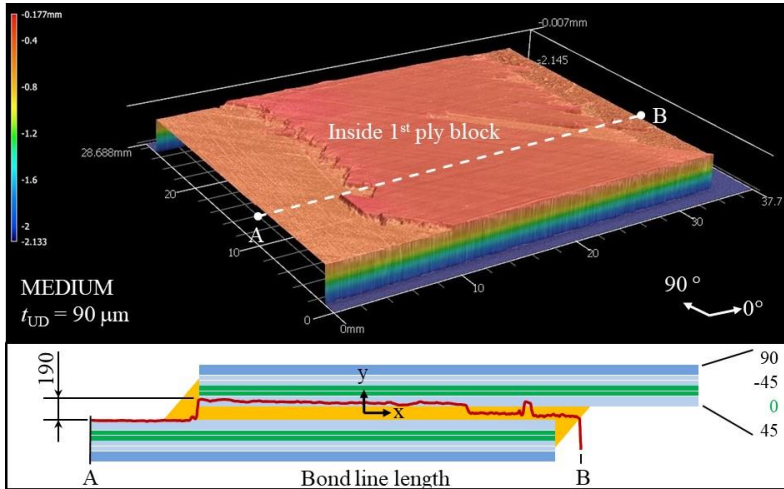 -0.177mm
-0.4
-0.8
-1.2
-1.6
-2
-2.133
-0.007mm
-2.145
B
Inside 1st ply block
28.688mm
20
10
A
37.7
30
20
10
0
0mm
MEDIUM
tUD = 90 µm
90 °
0°
190
y
x
90
-45
0
45
A
Bond line length
B